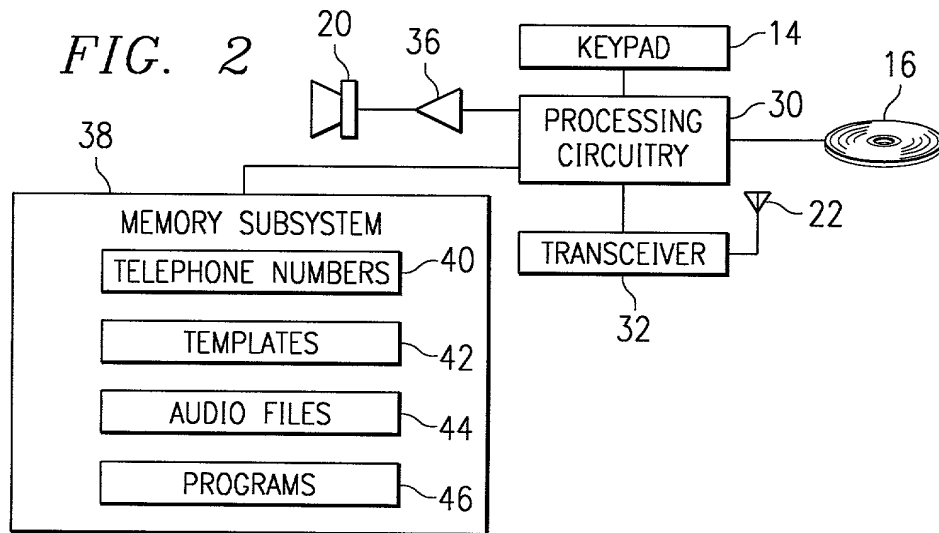 FIG. 2
20
36
KEYPAD
14
PROCESSING
CIRCUITRY
30
16
38
MEMORY SUBSYSTEM
TELEPHONE NUMBERS
40
TEMPLATES
42
AUDIO FILES
44
PROGRAMS
46
TRANSCEIVER
32
22